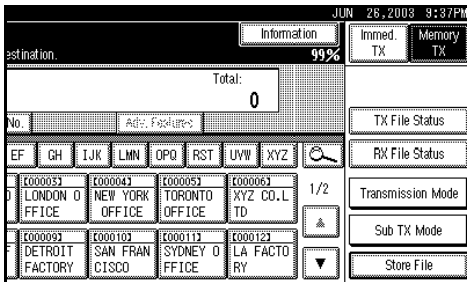 JUN 26,2003 9:37PM
Information
Immed. TX
Memory TX
estination.
99%
Total:
0
No.
Adv. Features
TX File Status
EF GH IJK LMN OPQ RST UVW XYZ
RX File Status
[00003] [00004] [00005] [00006]
LONDON O NEW YORK TORONTO XYZ CO.L
FFICE OFFICE OFFICE TD
1/2
Transmission Mode
Sub TX Mode
[00009] [00010] [00011] [00012]
DETROIT SAN FRAN SYDNEY O LA FACTO
FACTORY CISCO FFICE RY
Store File